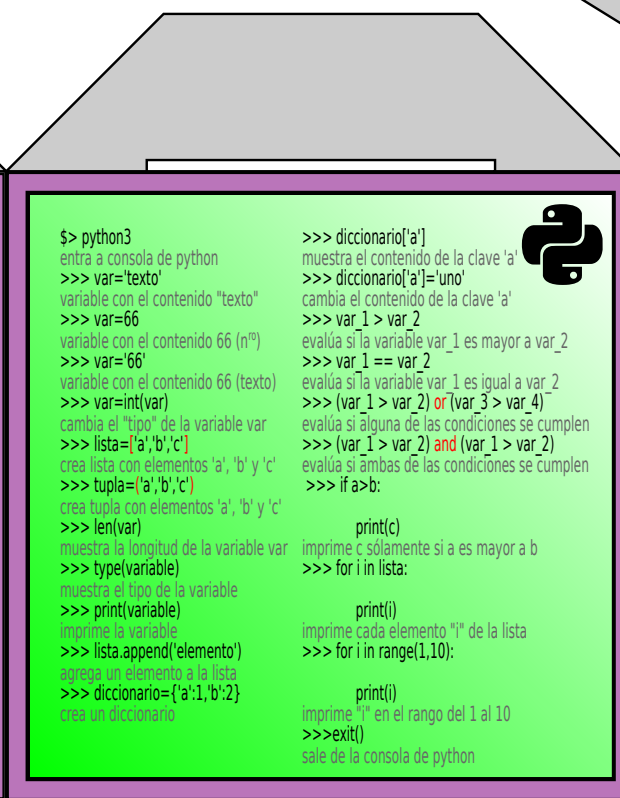 $> python3
entra a consola de python
>>> var='texto'
variable con el contenido "texto"
>>> var=66
variable con el contenido 66 (nʳᵒ)
>>> var='66'
variable con el contenido 66 (texto)
>>> var=int(var)
cambia el "tipo" de la variable var
>>> lista=['a','b','c']
crea lista con elementos 'a', 'b' y 'c'
>>> tupla=('a','b','c')
crea tupla con elementos 'a', 'b' y 'c'
>>> len(var)
muestra la longitud de la variable var
>>> type(variable)
muestra el tipo de la variable
>>> print(variable)
imprime la variable
>>> lista.append('elemento')
agrega un elemento a la lista
>>> diccionario={'a':1,'b':2}
crea un diccionario
>>> diccionario['a']
muestra el contenido de la clave 'a'
>>> diccionario['a']='uno'
cambia el contenido de la clave 'a'
>>> var_1 > var_2
evalúa si la variable var_1 es mayor a var_2
>>> var_1 == var_2
evalúa si la variable var_1 es igual a var_2
>>> (var_1 > var_2) or (var_3 > var_4)
evalúa si alguna de las condiciones se cumplen
>>> (var_1 > var_2) and (var_1 > var_2)
evalúa si ambas de las condiciones se cumplen
>>> if a>b:
print(c)
imprime c sólamente si a es mayor a b
>>> for i in lista:
print(i)
imprime cada elemento "i" de la lista
>>> for i in range(1,10):
print(i)
imprime "i" en el rango del 1 al 10
>>>exit()
sale de la consola de python